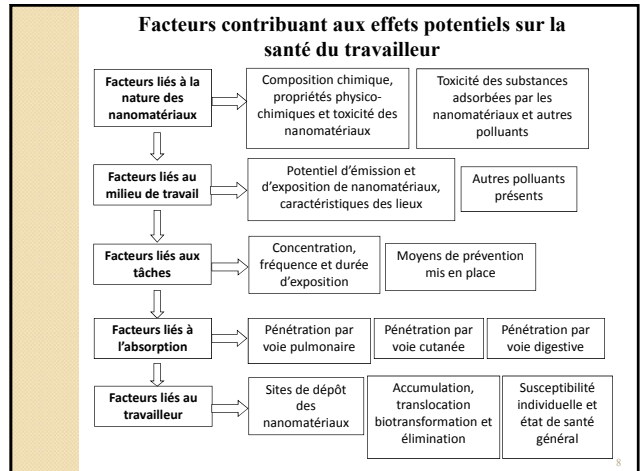 Facteurs contribuant aux effets potentiels sur la
santé du travailleur
Facteurs liés à la
nature des
nanomatériaux
Composition chimique,
propriétés physico-
chimiques et toxicité des
nanomatériaux
Toxicité des substances
adsorbées par les
nanomatériaux et autres
polluants
Facteurs liés au
milieu de travail
Potentiel d’émission et
d’exposition de nanomatériaux,
caractéristiques des lieux
Autres polluants
présents
Facteurs liés aux
tâches
Concentration,
fréquence et durée
d’exposition
Moyens de prévention
mis en place
Facteurs liés à
l’absorption
Pénétration par
voie pulmonaire
Pénétration par
voie cutanée
Pénétration par
voie digestive
Facteurs liés au
travailleur
Sites de dépôt
des
nanomatériaux
Accumulation,
translocation
biotransformation et
élimination
Susceptibilité
individuelle et
état de santé
général
8